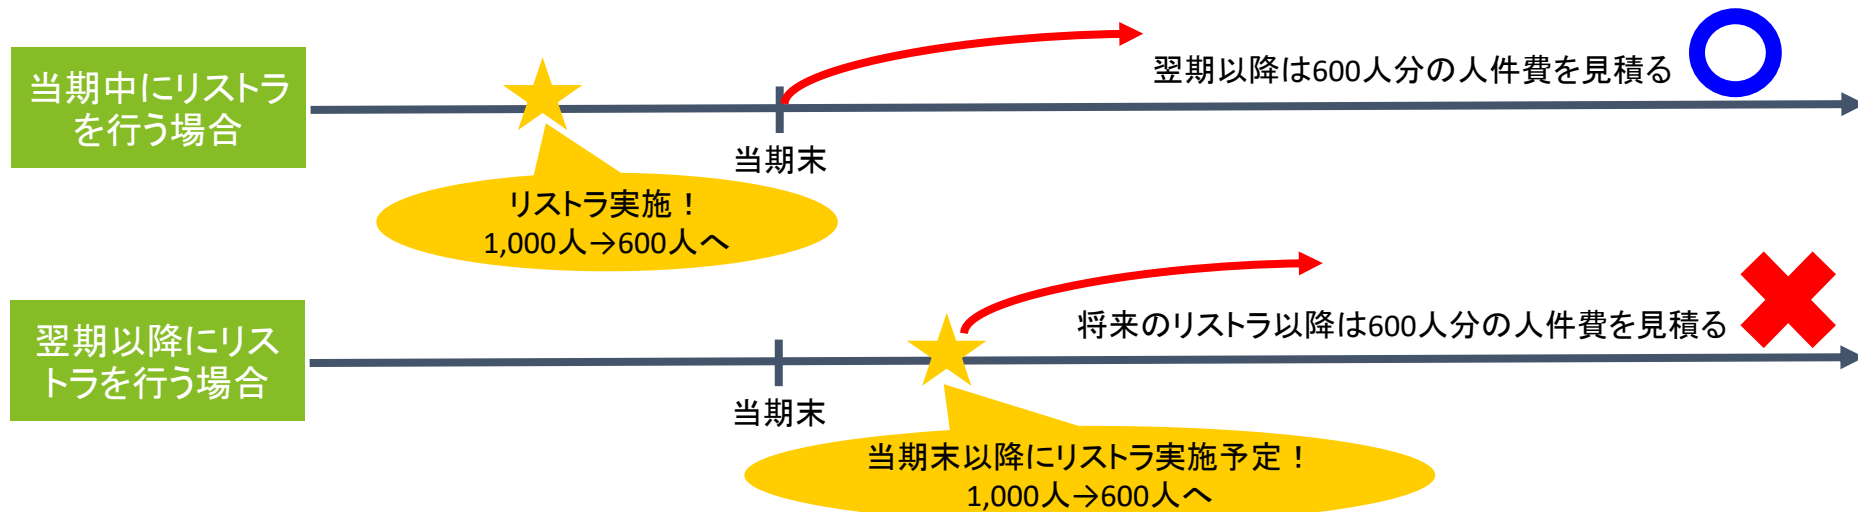 当期中にリストラ
を行う場合
翌期以降は600人分の人件費を見積る
当期末
リストラ実施！
1,000人→600人へ
翌期以降にリス
トラを行う場合
将来のリストラ以降は600人分の人件費を見積る
当期末
当期末以降にリストラ実施予定！
1,000人→600人へ